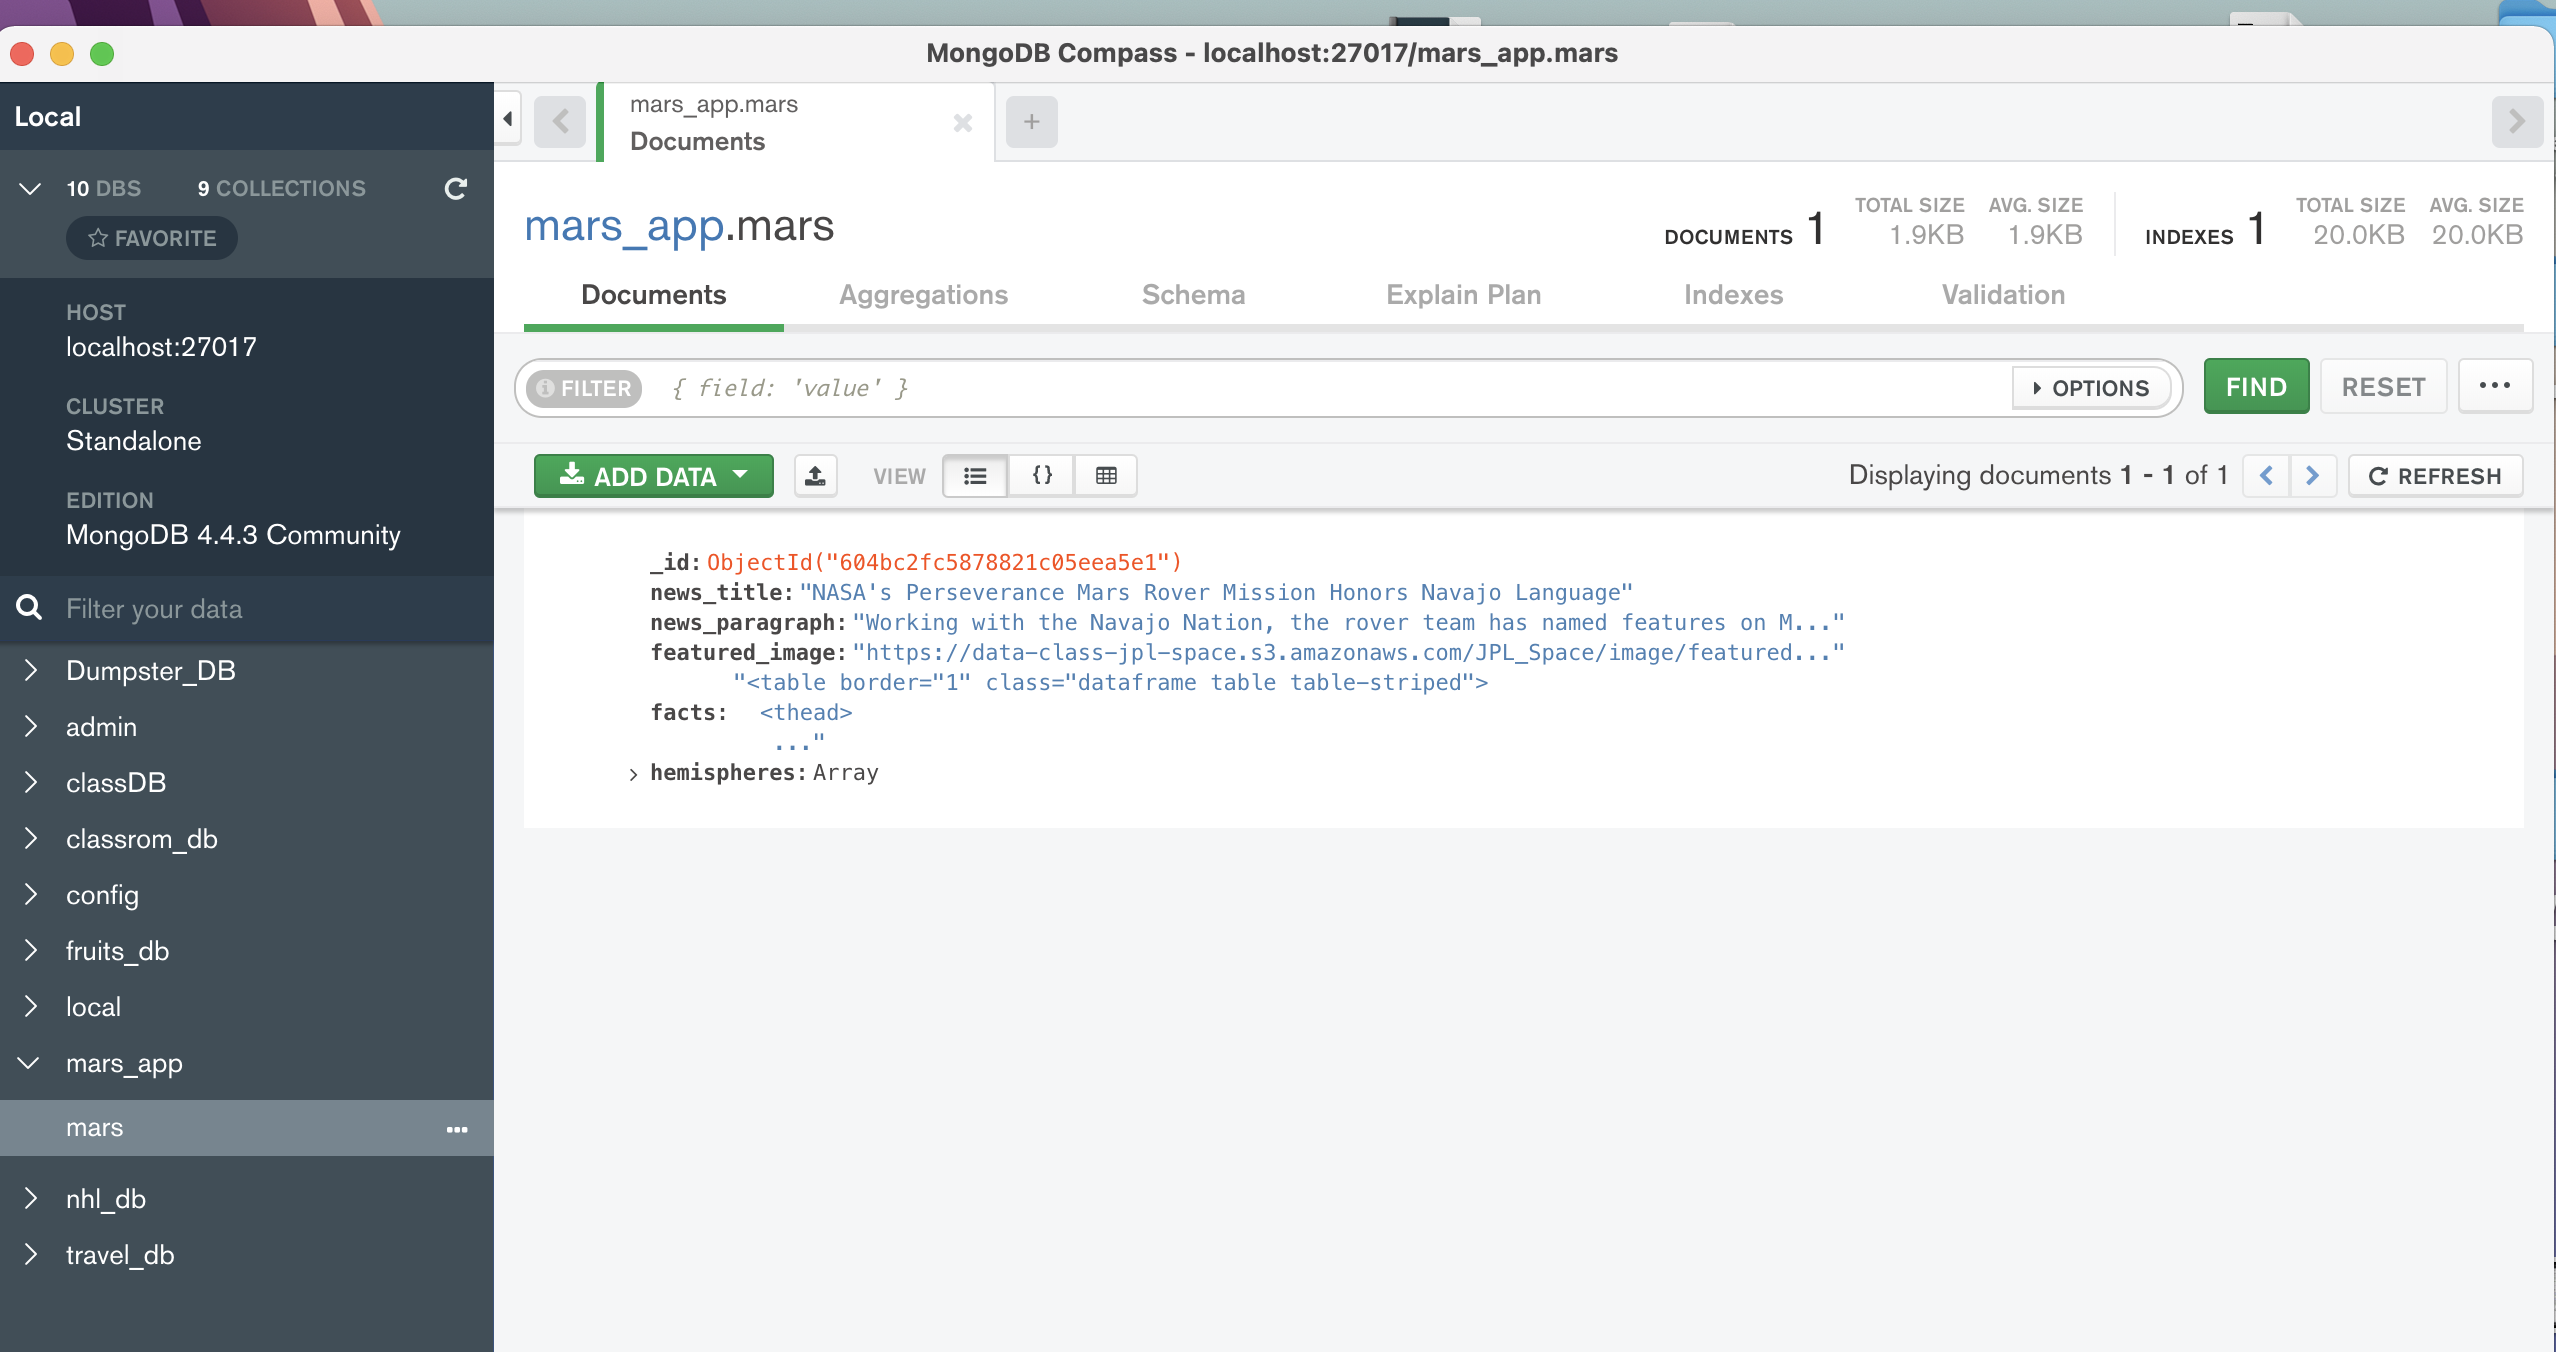 MongoDB Compass - localhost:27017/mars_app.mars
Local
10 DBS 9 COLLECTIONS
FAVORITE
HOST
localhost:27017
CLUSTER
Standalone
EDITION
MongoDB 4.4.3 Community
Filter your data
Dumpster_DB
admin
classDB
classrom_db
config
fruits_db
local
mars_app
mars
nhl_db
travel_db
mars_app.mars
Documents
mars_app.mars
DOCUMENTS 1 TOTAL SIZE 1.9KB AVG. SIZE 1.9KB
INDEXES 1 TOTAL SIZE 20.0KB AVG. SIZE 20.0KB
Documents Aggregations Schema Explain Plan Indexes Validation
FILTER { field: 'value' } OPTIONS FIND RESET
ADD DATA VIEW {} Displaying documents 1 - 1 of 1 REFRESH
_id: ObjectId("604bc2fc5878821c05eea5e1")
news_title: "NASA's Perseverance Mars Rover Mission Honors Navajo Language"
news_paragraph: "Working with the Navajo Nation, the rover team has named features on M..."
featured_image: "https://data-class-jpl-space.s3.amazonaws.com/JPL_Space/image/featured..."
"<table border="1" class="dataframe table table-striped">
facts: <thead>
..."
hemispheres: Array